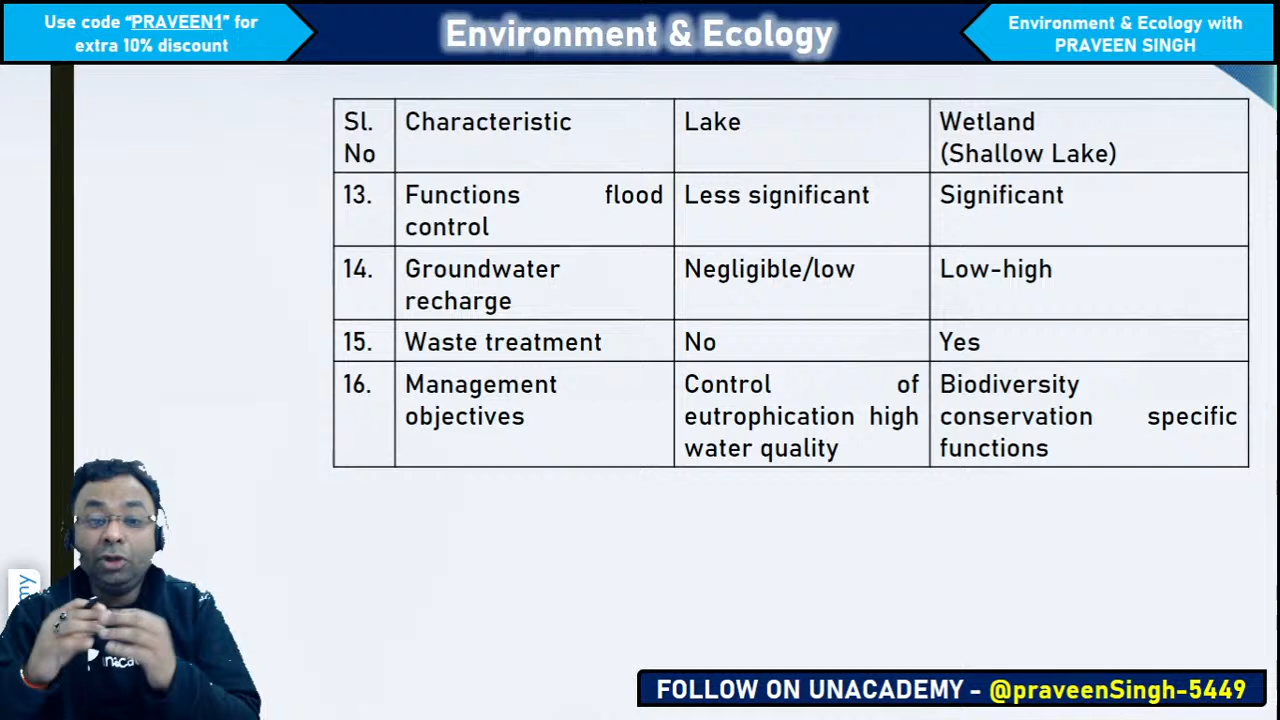 Use code “PRAVEEN1” for
extra 10% discount
Environment & Ecology
Environment & Ecology with
PRAVEEN SINGH
Sl.
No
Characteristic
Lake
Wetland
(Shallow Lake)
13.
Functions flood
control
Less significant
Significant
14.
Groundwater
recharge
Negligible/low
Low-high
15.
Waste treatment
No
Yes
16.
Management
objectives
Control of
eutrophication high
water quality
Biodiversity
conservation specific
functions
FOLLOW ON UNACADEMY - @praveenSingh-5449